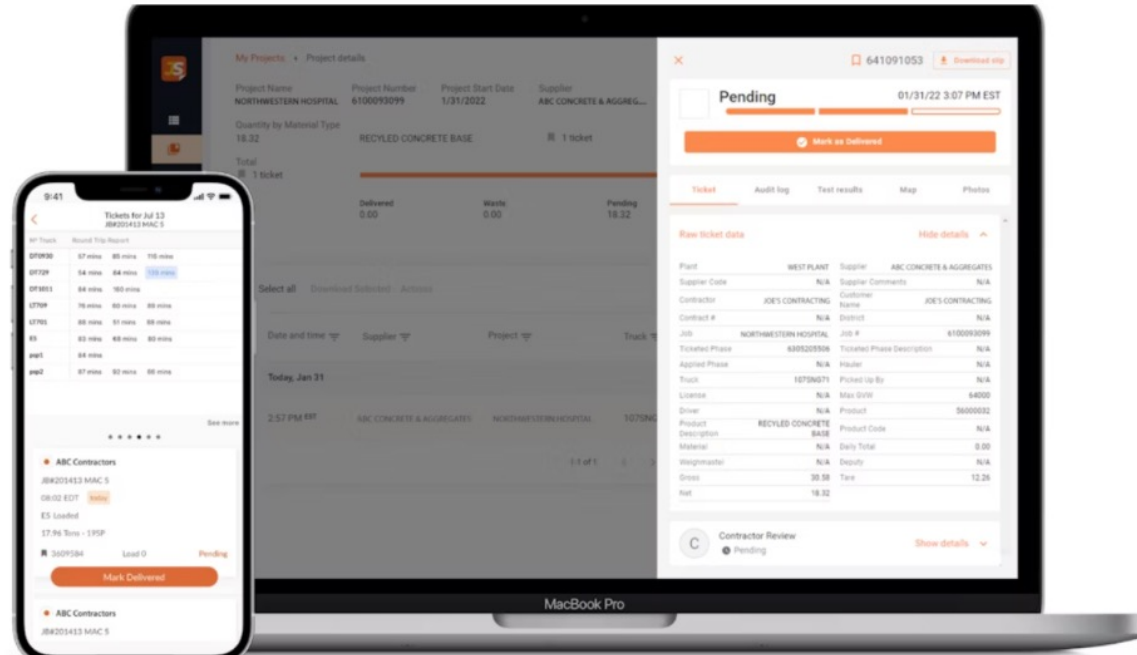 My Projects Project details
Project Name Project Number Project Start Date Supplier
NORTHWESTERN HOSPITAL 6100093099 1/31/2022 ABC CONCRETE & AGGREG...
Quantity by Material Type
18.32 RECYLED CONCRETE BASE 1 ticket
Total
1 ticket
Delivered Waste Pending
0.00 0.00 18.32
Select all Download Selected Actions
Date and time Supplier Project Truck
Today, Jan 31
2:57 PM EST ABC CONCRETE & AGGREGATES NORTHWESTERN HOSPITAL 107SNG
1-1 of 1
641091053 Download slip
Pending 01/31/22 3:07 PM EST
Mark as Delivered
Ticket Audit log Test results Map Photos
Raw ticket data Hide details
Plant WEST PLANT Supplier ABC CONCRETE & AGGREGATES
Supplier Code N/A Supplier Comments N/A
Contractor JOE'S CONTRACTING Customer Name JOE'S CONTRACTING
Contract # N/A District N/A
Job NORTHWESTERN HOSPITAL Job # 6100093099
Ticketed Phase 6305205506 Ticketed Phase Description N/A
Applied Phase N/A Hauler N/A
Truck 107SNG71 Picked Up By N/A
License N/A Max GVW 64000
Driver N/A Product 56000032
Product Description RECYLED CONCRETE BASE Product Code N/A
Material N/A Daily Total 0.00
Weighmaster N/A Deputy N/A
Gross 30.58 Tare 12.26
Net 18.32
C Contractor Review Show details
Pending
MacBook Pro
9:41
Tickets for Jul 13
JB#201413 MAC 5
Nº Truck Round Trip Report
DT0930 57 mins 85 mins 115 mins
DT729 54 mins 84 mins
DT1011 84 mins 160 mins
LT709 76 mins 80 mins 89 mins
LT701 88 mins 91 mins 88 mins
E5 83 mins 68 mins 80 mins
pup1 84 mins
pup2 87 mins 92 mins 88 mins
See more
ABC Contractors
JB#201413 MAC 5
08:02 EDT
E5 Loaded
17.96 Tons - 19SP
3609584 Load 0 Pending
Mark Delivered
ABC Contractors
JB#201413 MAC 5